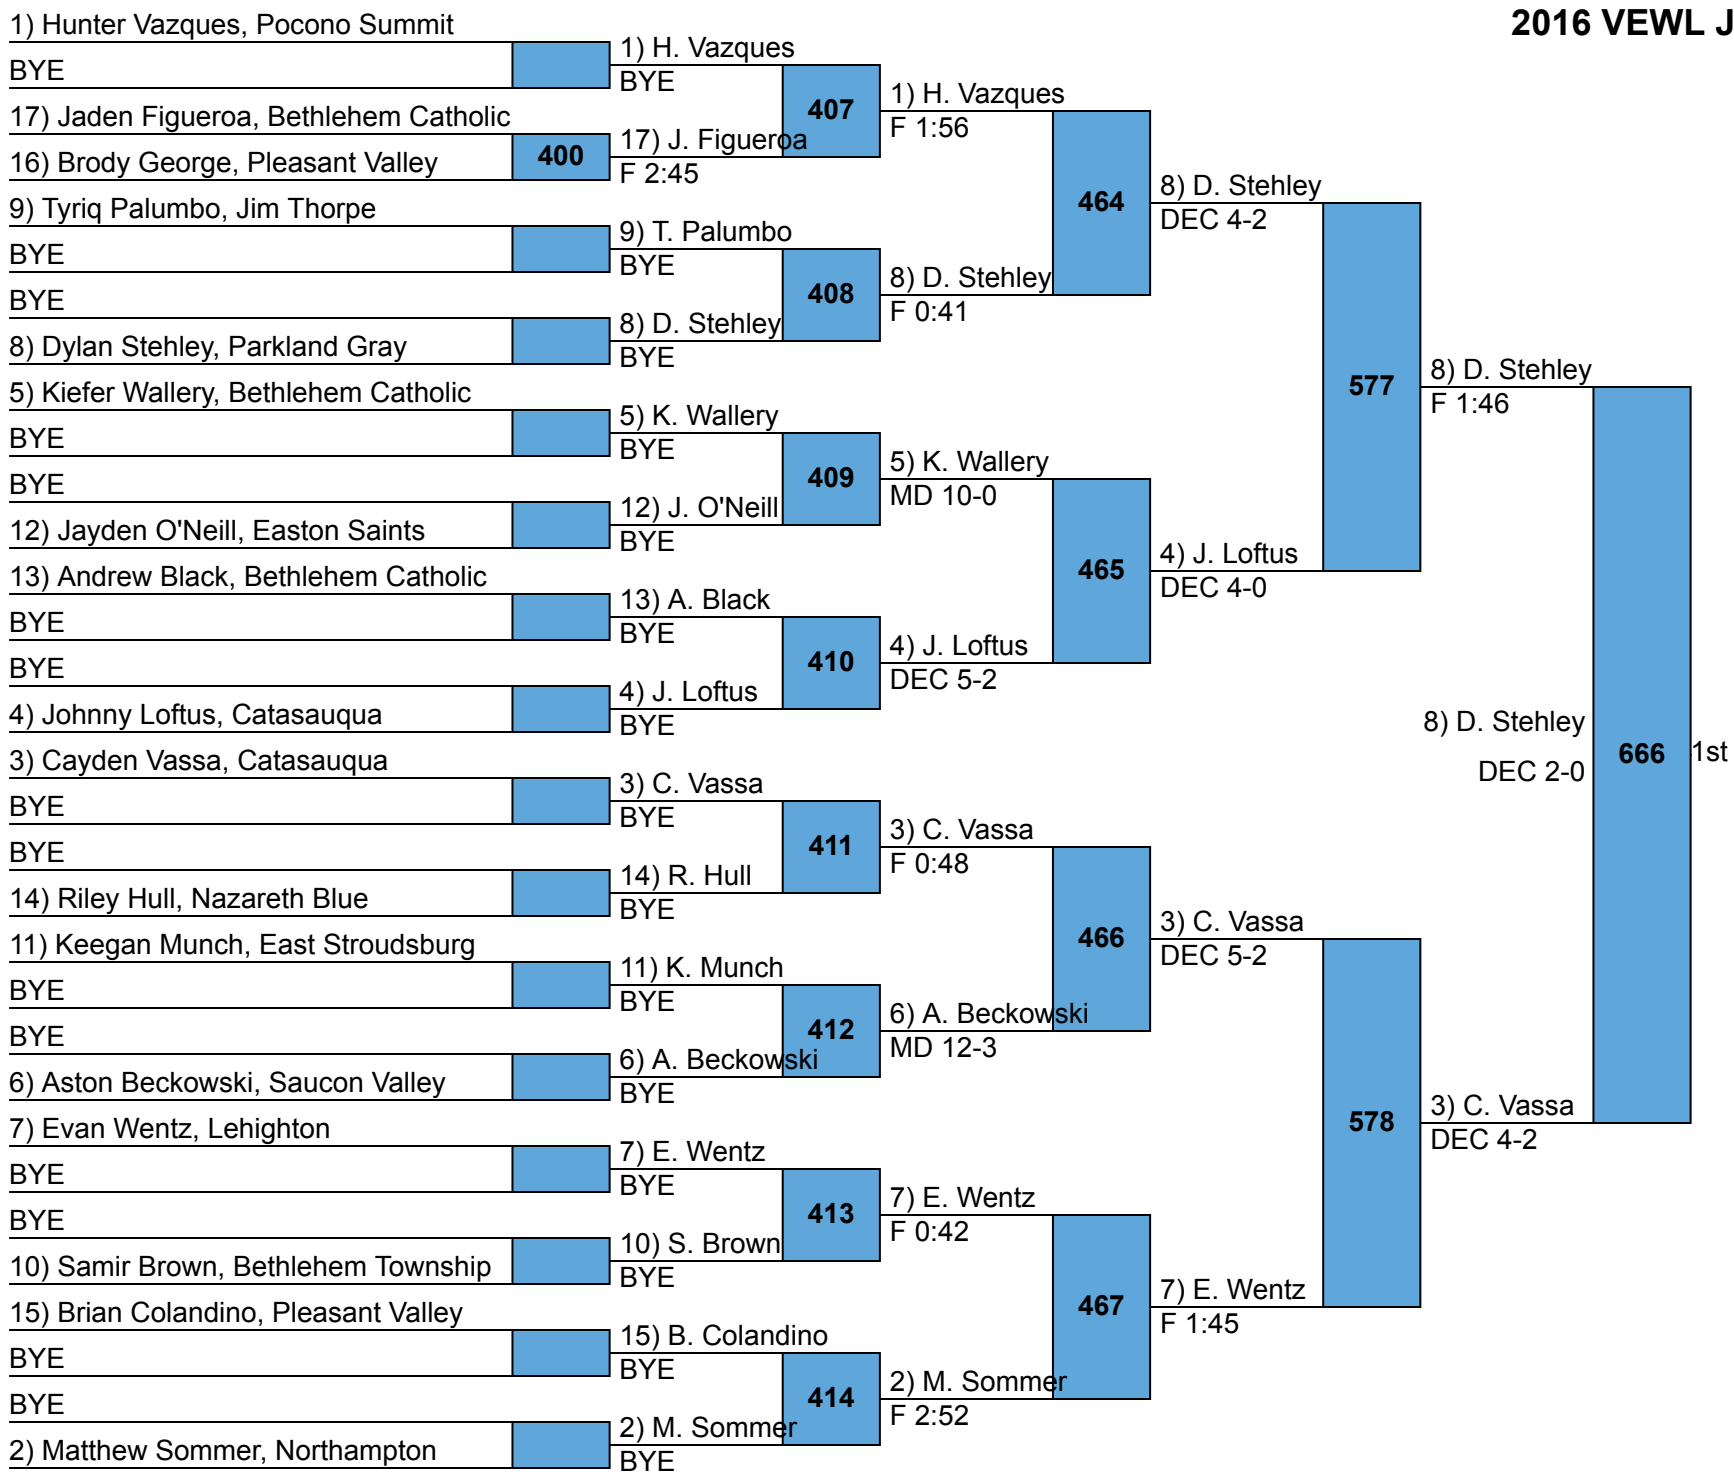 2016 VEWL J
1) Hunter Vazques, Pocono Summit
BYE
17) Jaden Figueroa, Bethlehem Catholic
16) Brody George, Pleasant Valley
9) Tyriq Palumbo, Jim Thorpe
BYE
BYE
8) Dylan Stehley, Parkland Gray
5) Kiefer Wallery, Bethlehem Catholic
BYE
BYE
12) Jayden O'Neill, Easton Saints
13) Andrew Black, Bethlehem Catholic
BYE
BYE
4) Johnny Loftus, Catasauqua
3) Cayden Vassa, Catasauqua
BYE
BYE
14) Riley Hull, Nazareth Blue
11) Keegan Munch, East Stroudsburg
BYE
BYE
6) Aston Beckowski, Saucon Valley
7) Evan Wentz, Lehighton
BYE
BYE
10) Samir Brown, Bethlehem Township
15) Brian Colandino, Pleasant Valley
BYE
BYE
2) Matthew Sommer, Northampton
400
1) H. Vazques
BYE
17) J. Figueroa
F 2:45
9) T. Palumbo
BYE
8) D. Stehley
BYE
5) K. Wallery
BYE
12) J. O'Neill
BYE
13) A. Black
BYE
4) J. Loftus
BYE
3) C. Vassa
BYE
14) R. Hull
BYE
11) K. Munch
BYE
6) A. Beckowski
BYE
7) E. Wentz
BYE
10) S. Brown
BYE
15) B. Colandino
BYE
2) M. Sommer
BYE
407
408
409
410
411
412
413
414
1) H. Vazques
F 1:56
8) D. Stehley
F 0:41
5) K. Wallery
MD 10-0
4) J. Loftus
DEC 5-2
3) C. Vassa
F 0:48
6) A. Beckowski
MD 12-3
7) E. Wentz
F 0:42
2) M. Sommer
F 2:52
464
465
466
467
8) D. Stehley
DEC 4-2
4) J. Loftus
DEC 4-0
3) C. Vassa
DEC 5-2
7) E. Wentz
F 1:45
577
578
8) D. Stehley
F 1:46
3) C. Vassa
DEC 4-2
8) D. Stehley
DEC 2-0
666
1st